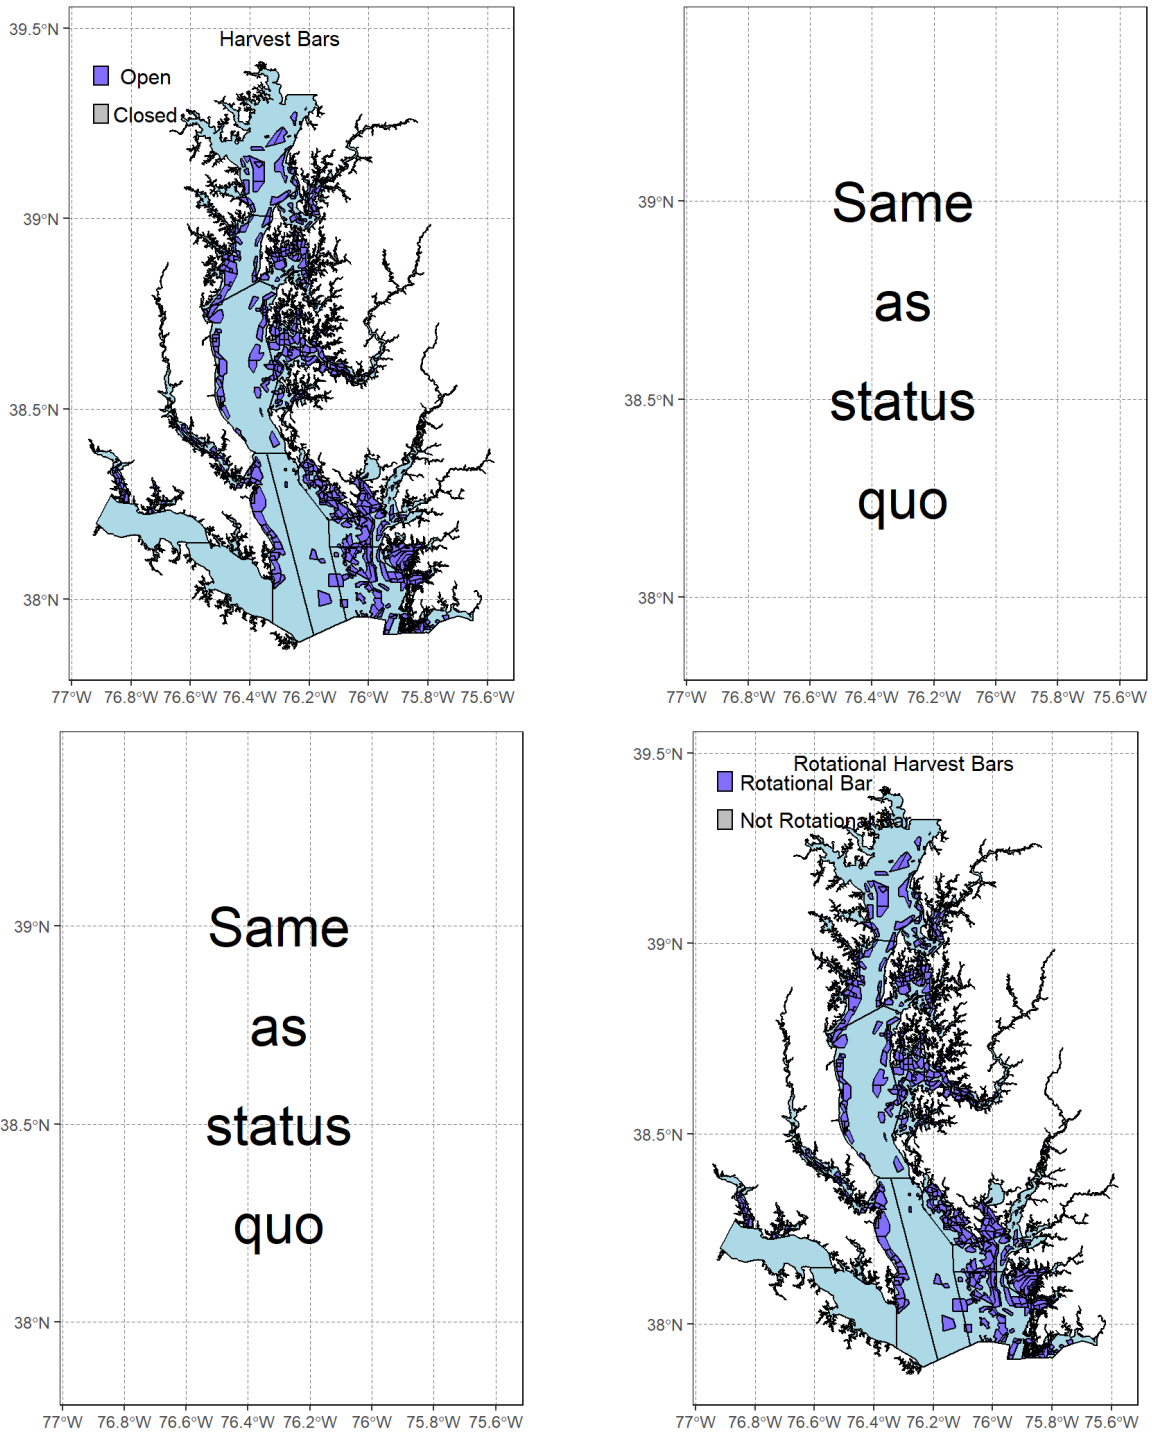 Harvest Bars
39.5°N
Open
Closed
39°N
38.5°N
38°N
77°W 76.8°W 76.6°W 76.4°W 76.2°W 76°W 75.8°W 75.6°W
Same
as
status
quo
39°N
38.5°N
38°N
77°W 76.8°W 76.6°W 76.4°W 76.2°W 76°W 75.8°W 75.6°W
Same
as
status
quo
39°N
38.5°N
38°N
77°W 76.8°W 76.6°W 76.4°W 76.2°W 76°W 75.8°W 75.6°W
39.5°N
Rotational Harvest Bars
Rotational Bar
Not Rotational Bar
39°N
38.5°N
38°N
77°W 76.8°W 76.6°W 76.4°W 76.2°W 76°W 75.8°W 75.6°W